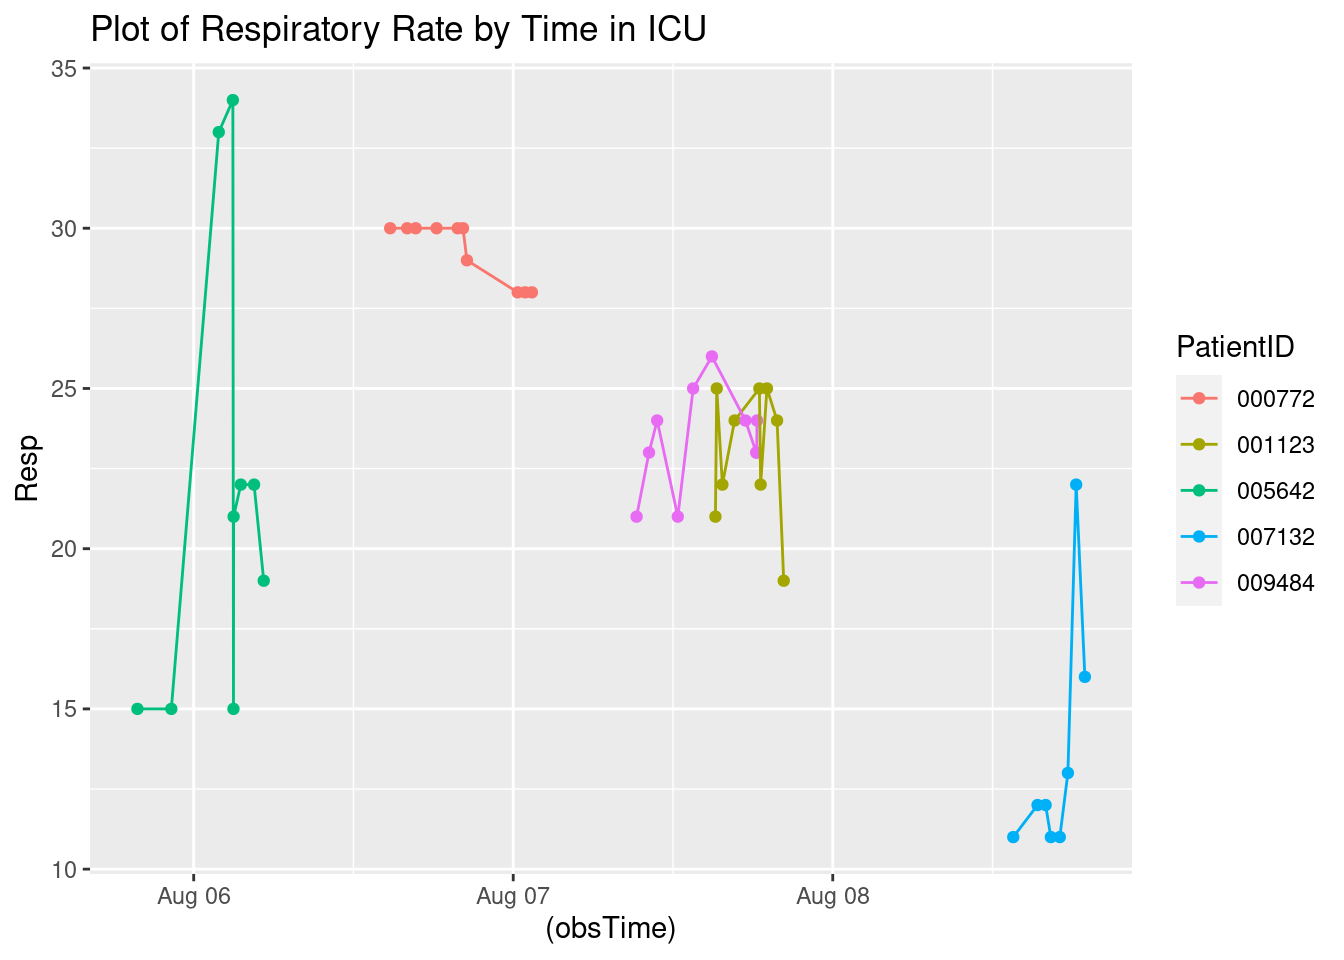 Plot of Respiratory Rate by Time in ICU
35
30
25
20
15
10
Resp
Aug 06
Aug 07
Aug 08
(obsTime)
PatientID
000772
001123
005642
007132
009484